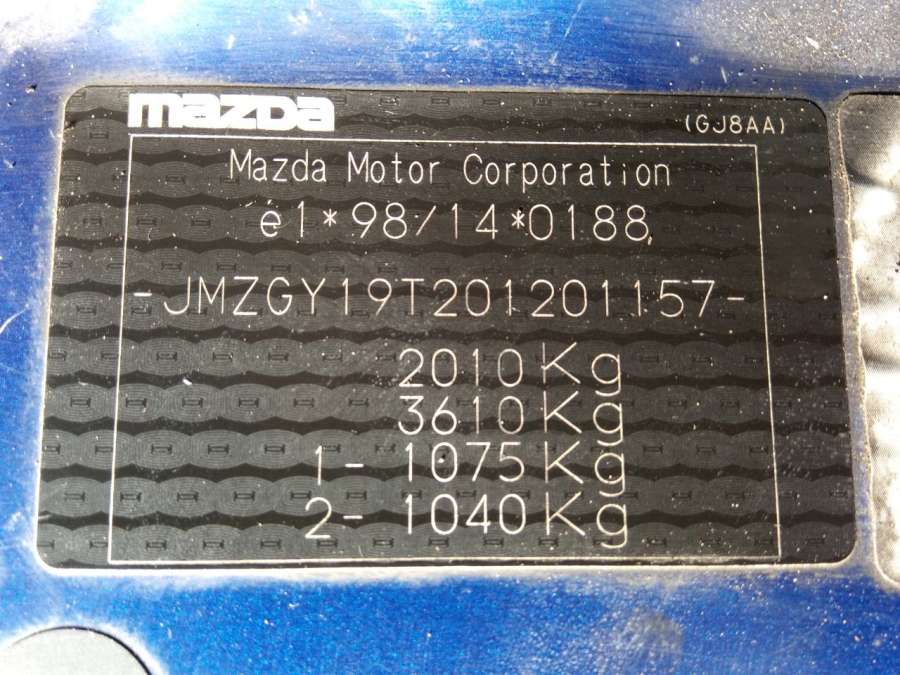 mazda
(GJ8AA)
Mazda Motor Corporation
e1*98/14*0188,
-JMZGY19T201201157-
2010Kg
3610Kg
1- 1075Kg
2- 1040Kg